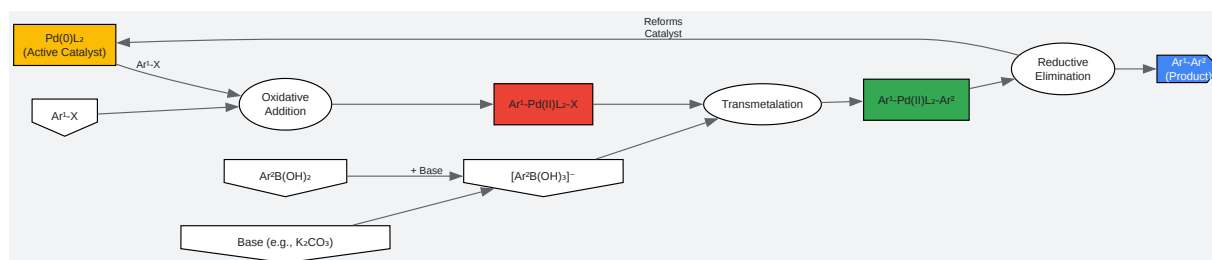 Reforms
Catalyst
Pd(0)L₂
(Active Catalyst)
Ar¹-X
Ar¹-X
Oxidative
Addition
Ar¹-Pd(II)L₂-X
Transmetalation
Ar¹-Pd(II)L₂-Ar²
Reductive
Elimination
Ar¹-Ar²
(Product)
Ar²B(OH)₂
+ Base
[Ar²B(OH)₃]⁻
Base (e.g., K₂CO₃)